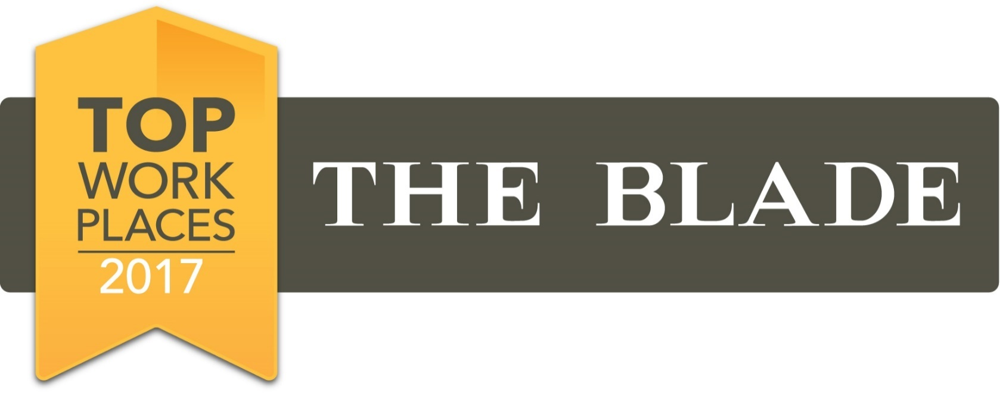 TOP
WORK
PLACES
2017
THE BLADE